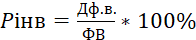 Рінв = Дф.в. / ФВ * 100%